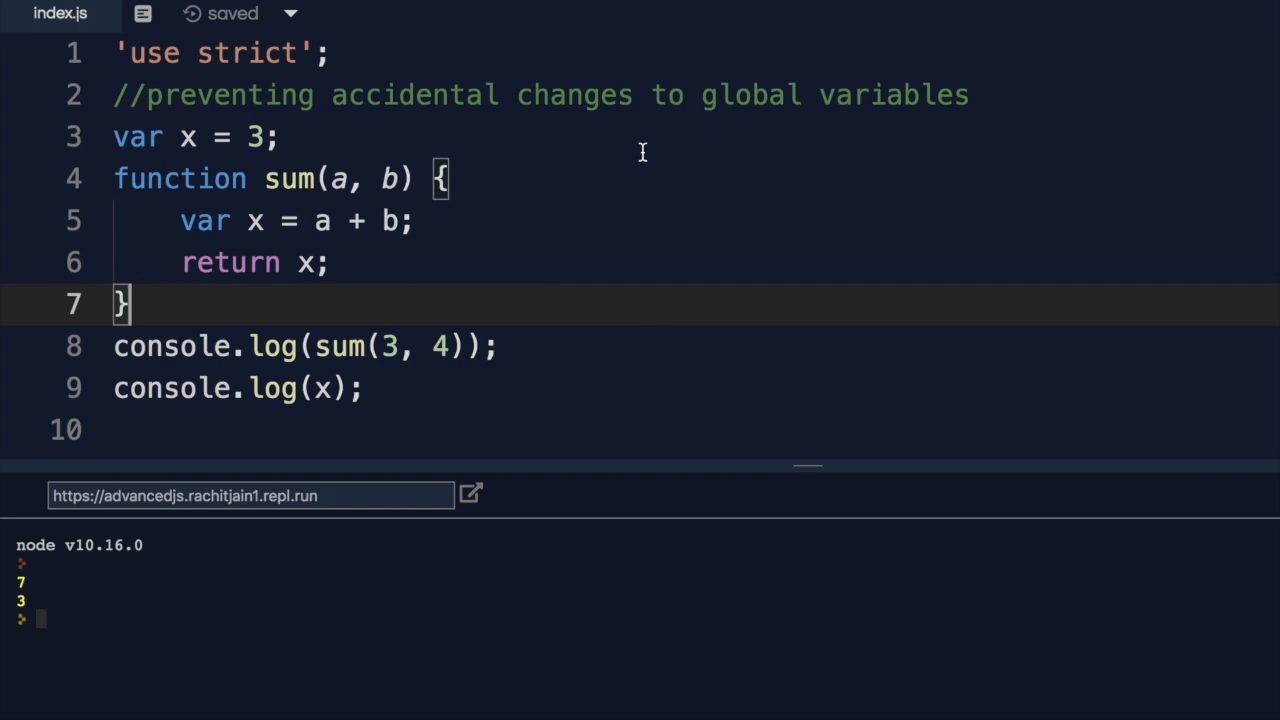 index.js saved
1 'use strict';
2 //preventing accidental changes to global variables
3 var x = 3;
4 function sum(a, b) {
5 var x = a + b;
6 return x;
7 }
8 console.log(sum(3, 4));
9 console.log(x);
10
https://advancedjs.rachitjain1.repl.run
node v10.16.0
>
7
3
>